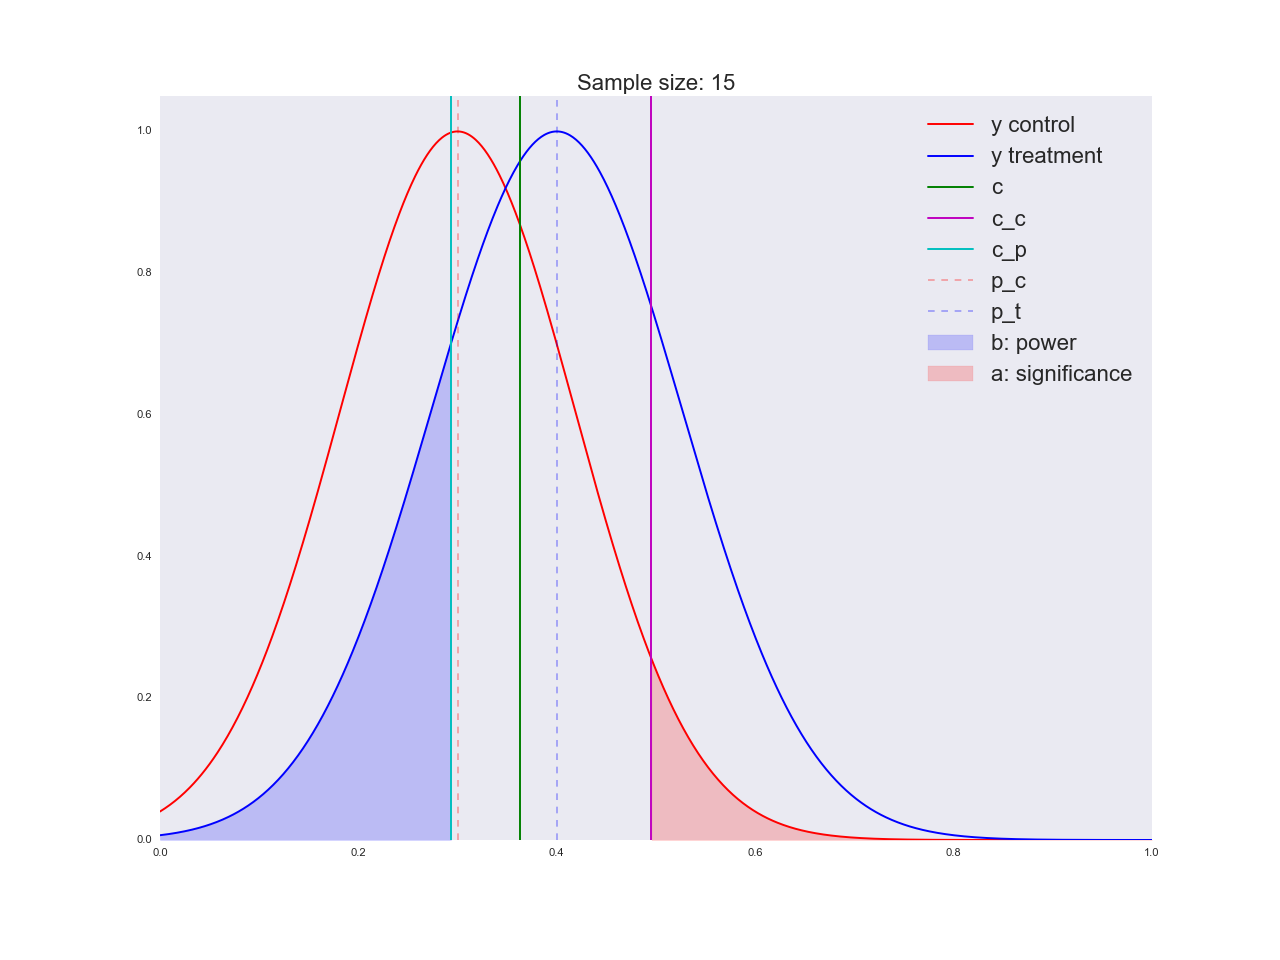 Sample size: 15
1.0
0.8
0.6
0.4
0.2
0.0
0.0 0.2 0.4 0.6 0.8 1.0
y control
y treatment
c
c_c
c_p
p_c
p_t
b: power
a: significance